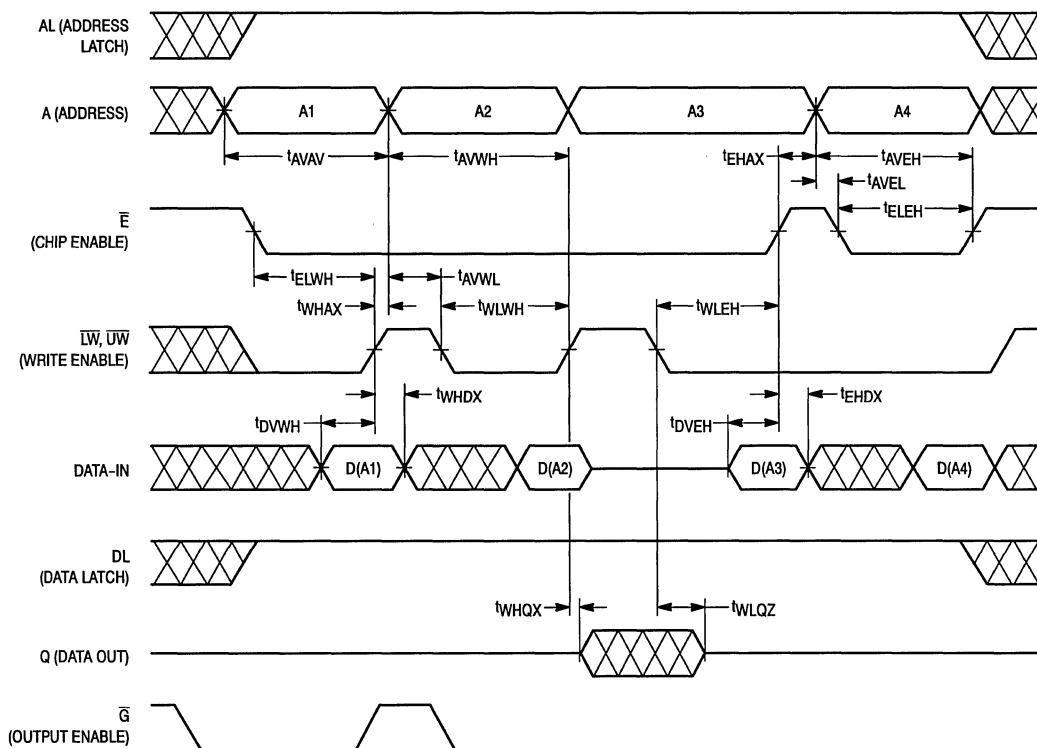 AL (ADDRESS
LATCH)
A (ADDRESS)
A1
A2
A3
A4
tAVAV
tAVWH
tEHAX
tAVEH
tAVEL
E
(CHIP ENABLE)
tELEH
tELWH
tAVWL
tWHAX
tWLWH
tWLEH
LW, UW
(WRITE ENABLE)
tWHDX
tEHDX
tDVWH
tDVEH
DATA–IN
D(A1)
D(A2)
D(A3)
D(A4)
DL
(DATA LATCH)
tWHQX
tWLQZ
Q (DATA OUT)
G
(OUTPUT ENABLE)